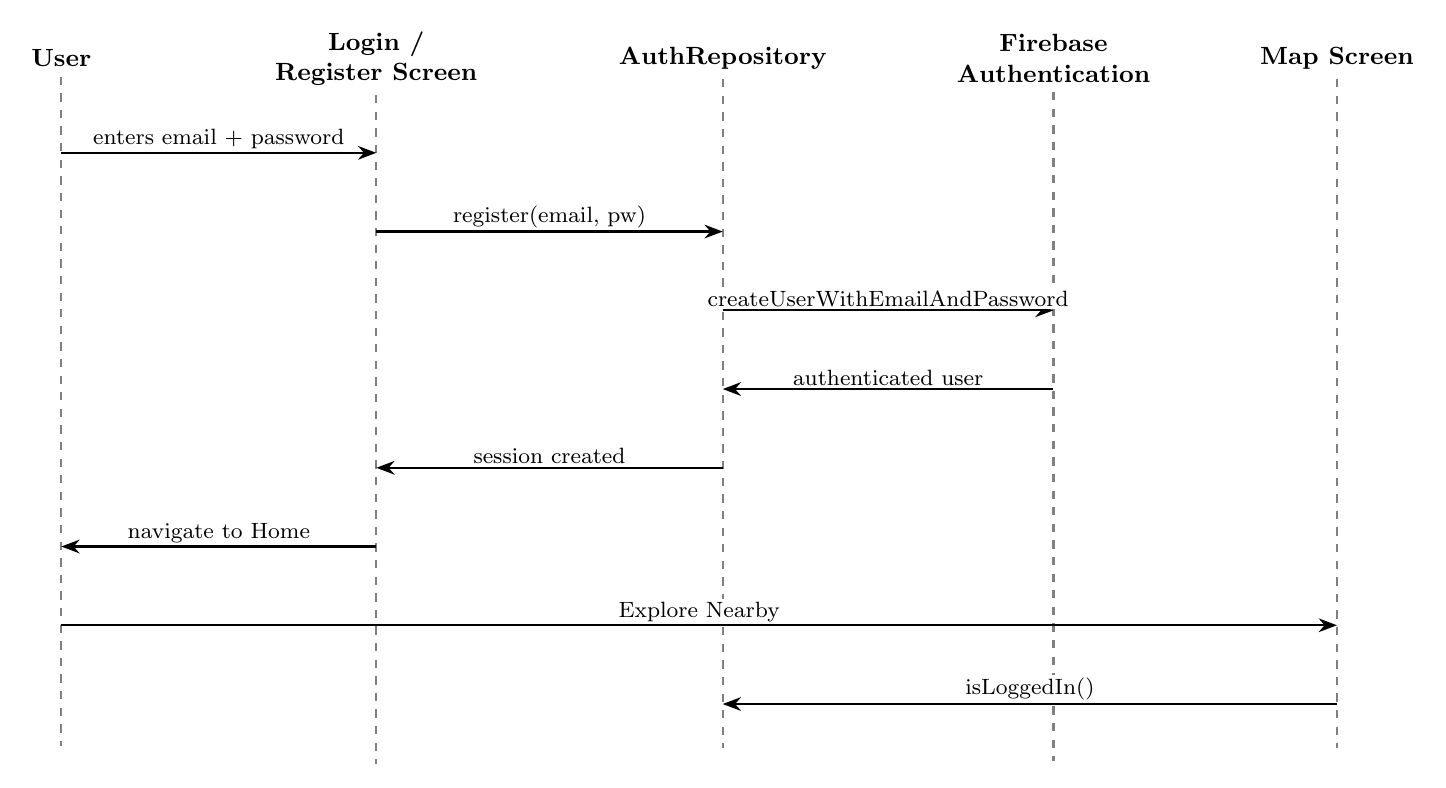 User
Login /
Register Screen
AuthRepository
Firebase
Authentication
Map Screen
enters email + password
register(email, pw)
createUserWithEmailAndPassword
authenticated user
session created
navigate to Home
Explore Nearby
isLoggedIn()